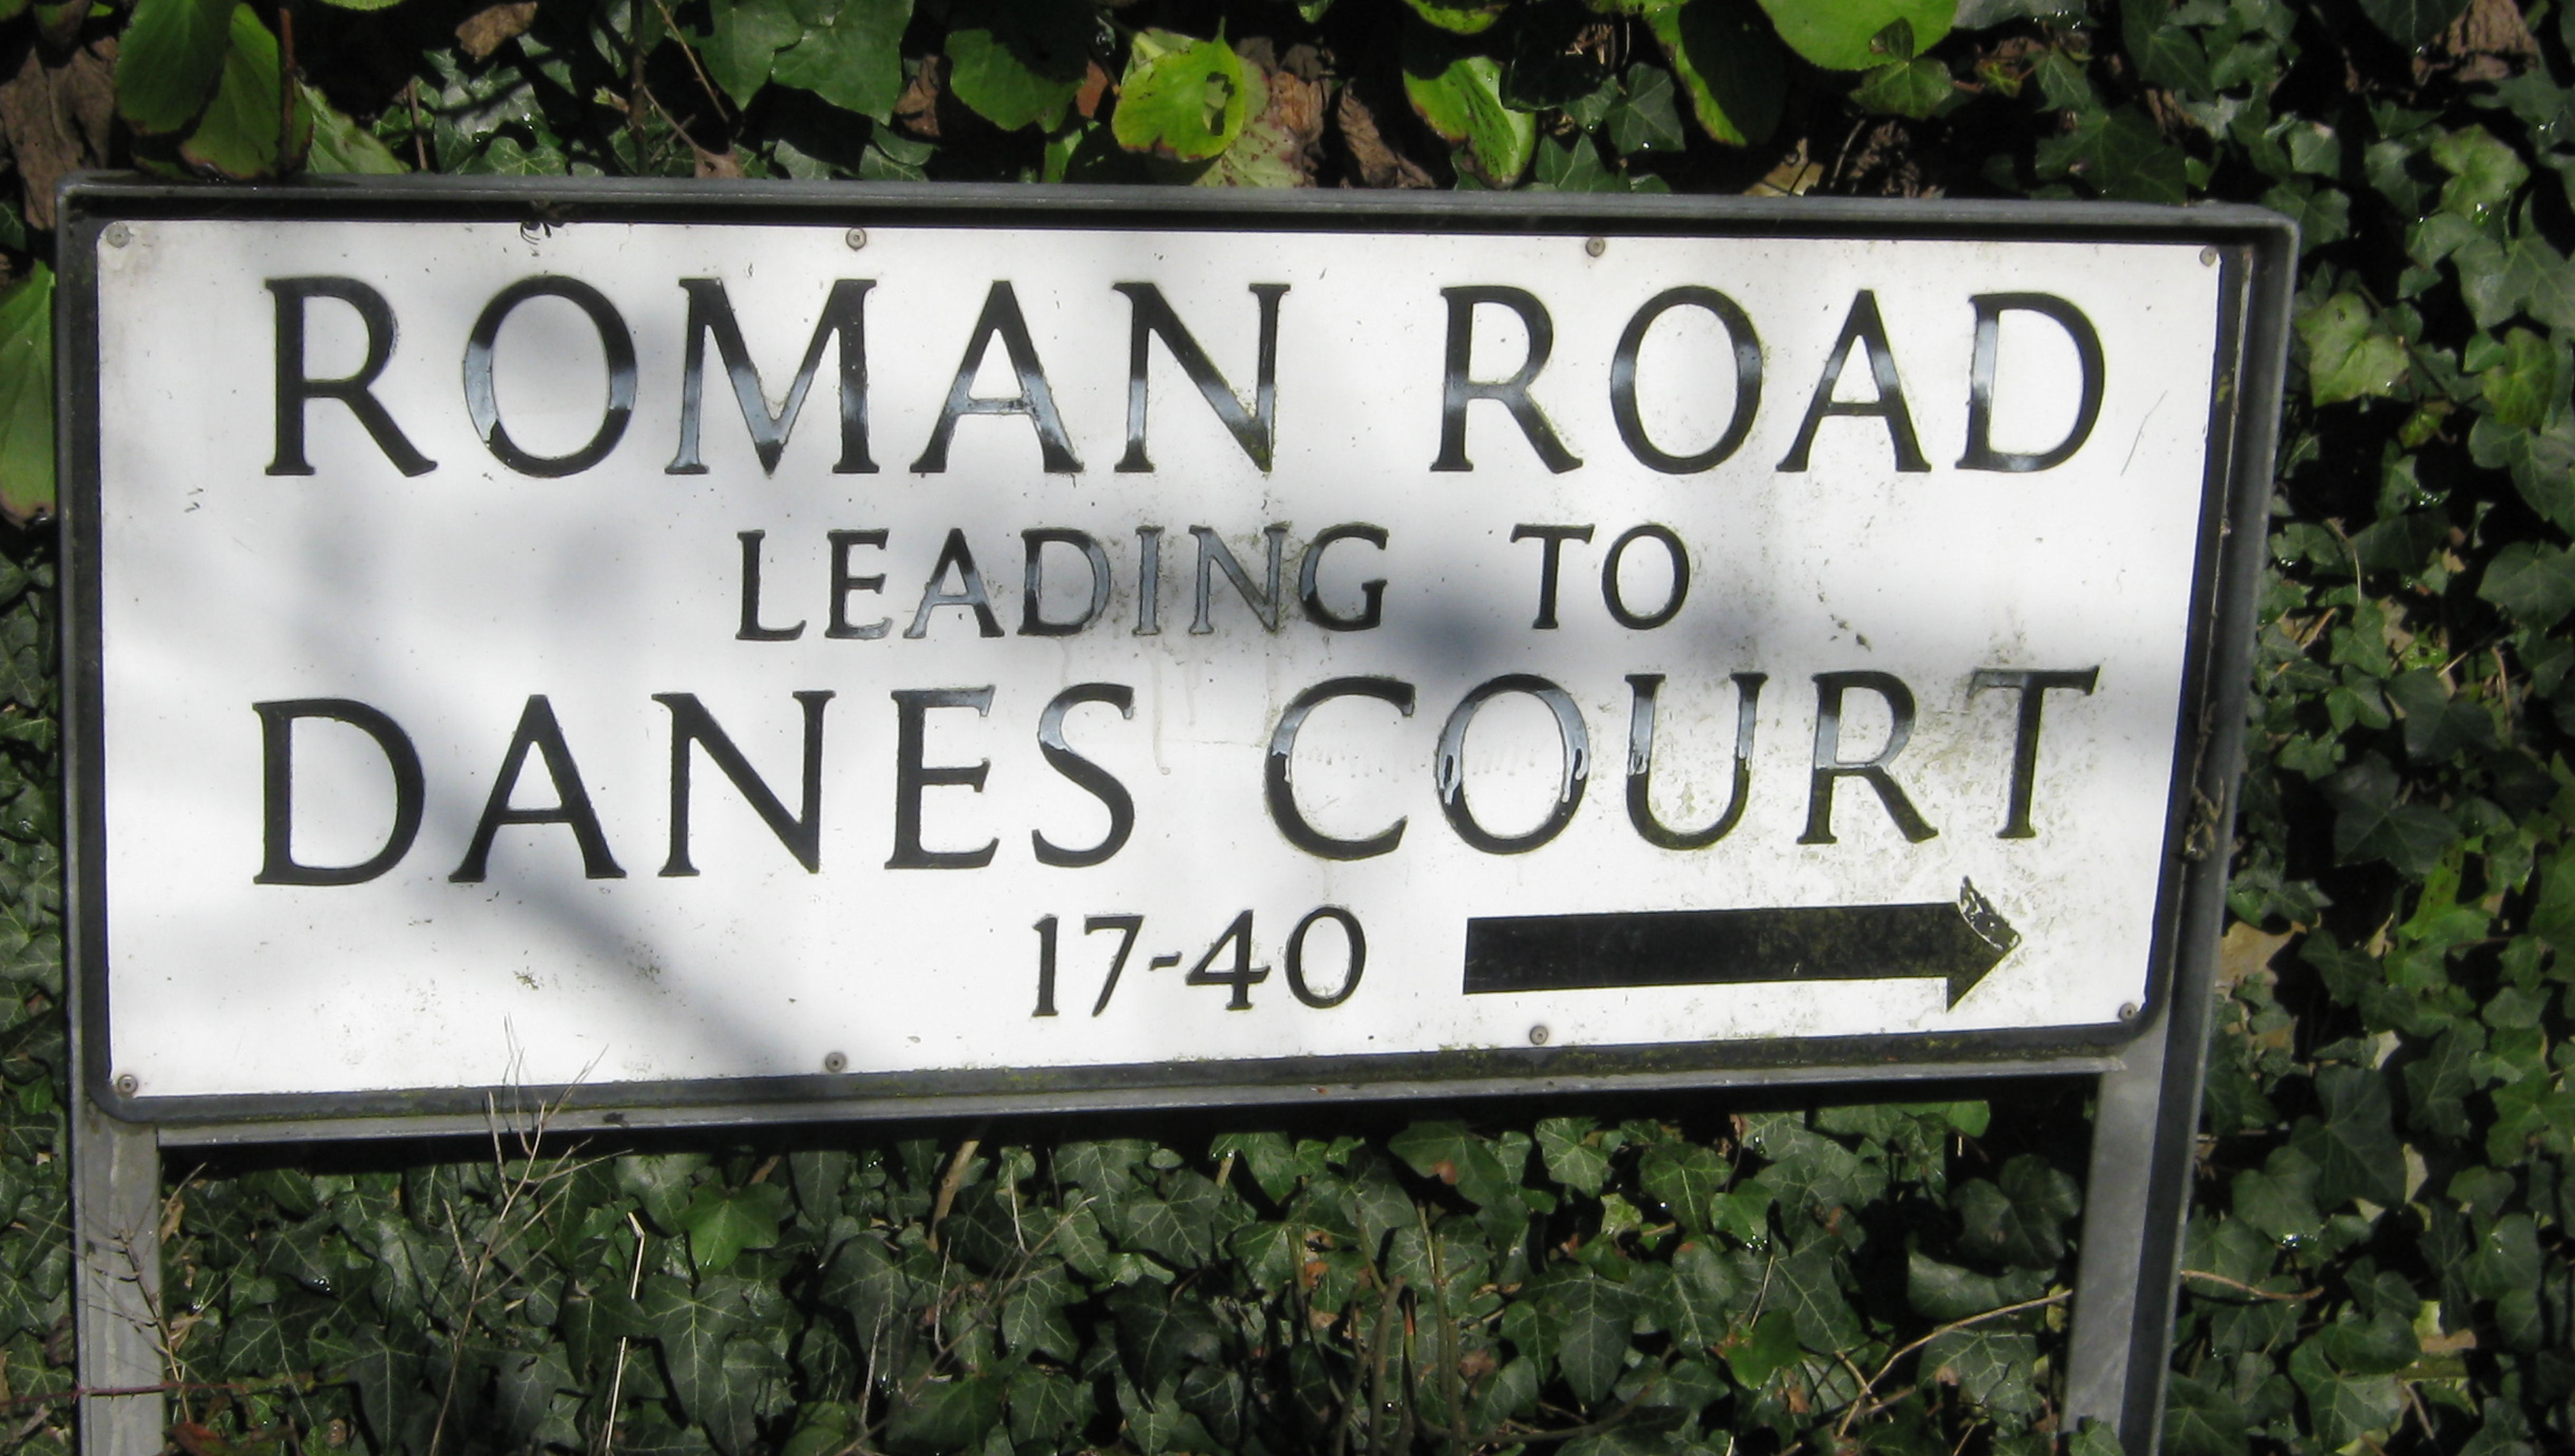 ROMAN ROAD
LEADING TO
DANES COURT
17-40